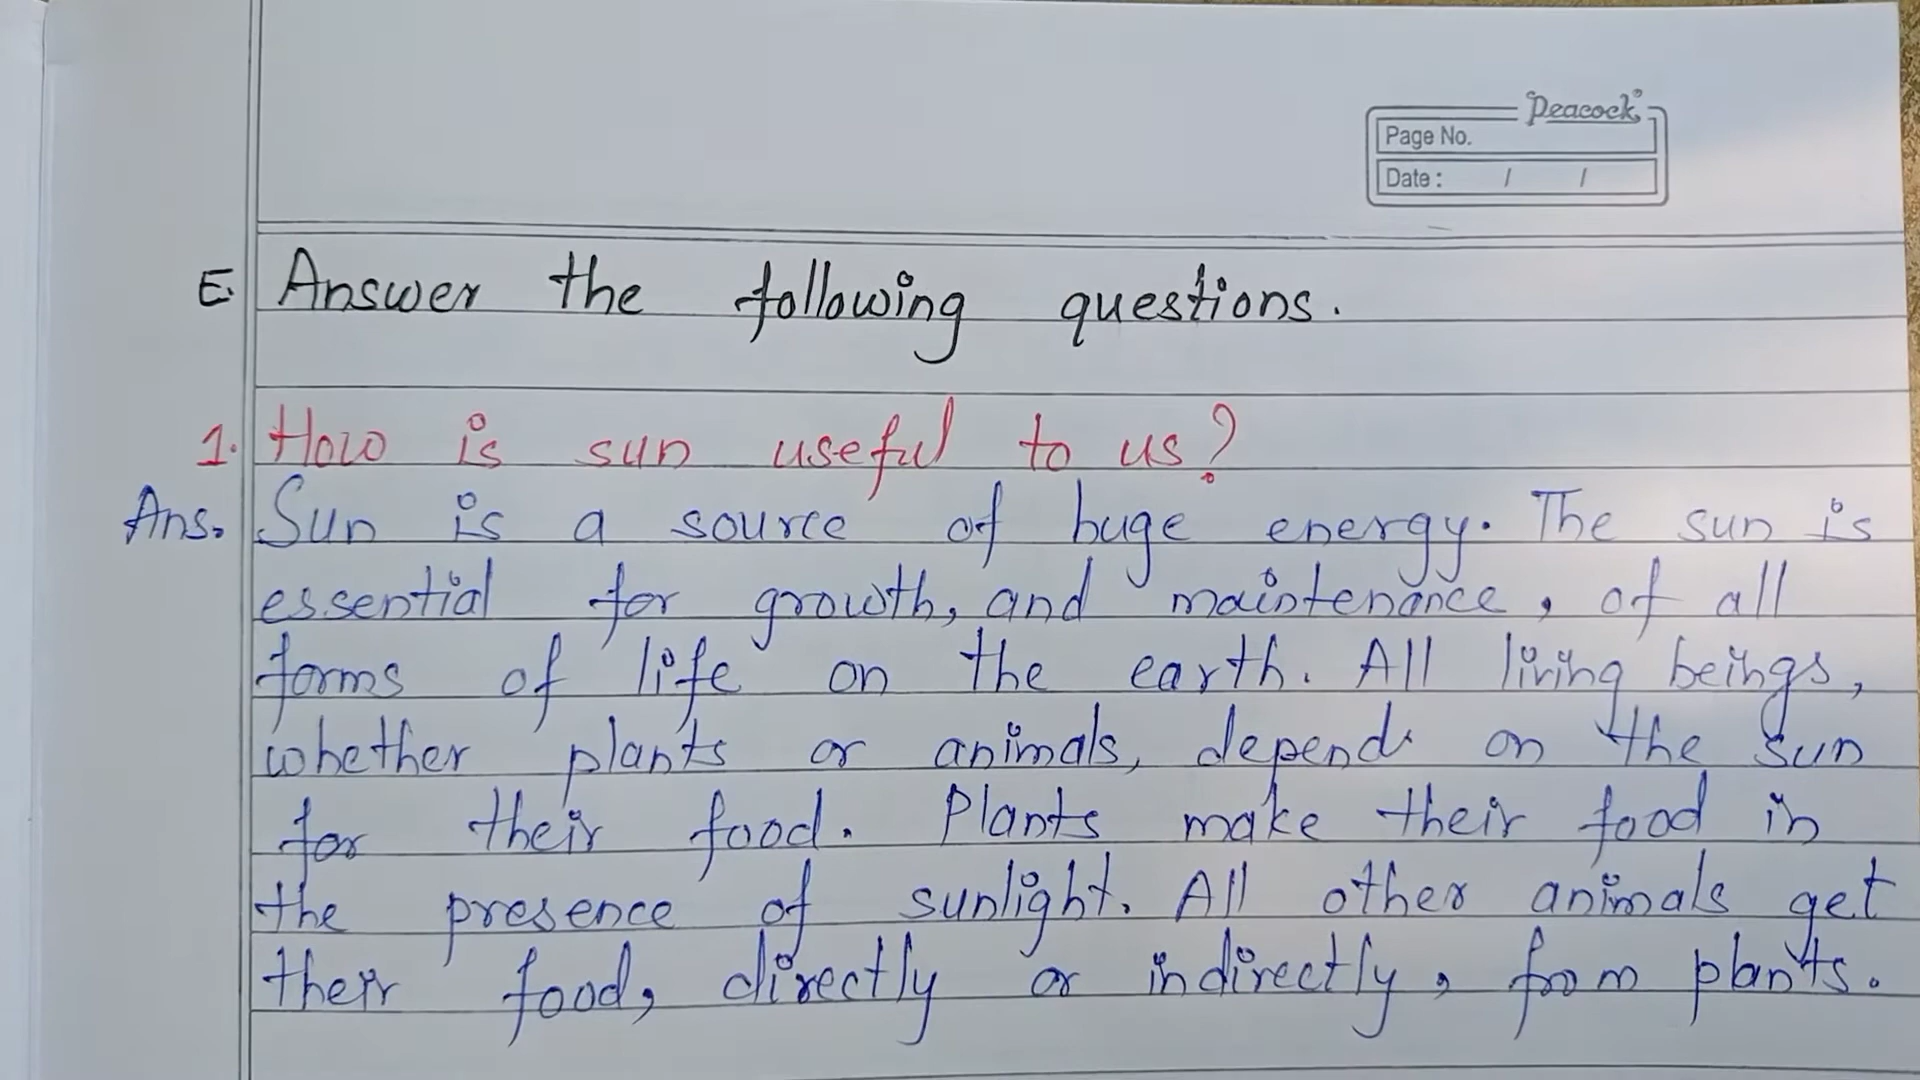 Peacock
Page No.
Date : / /
E. Answer the following questions.
1. How is sun useful to us?
Ans. Sun is a source of huge energy. The sun is
essential for growth, and maintenance, of all
forms of life on the earth. All living beings,
whether plants or animals, depend on the sun
for their food. Plants make their food in
the presence of sunlight. All other animals get
their food, directly or indirectly, from plants.